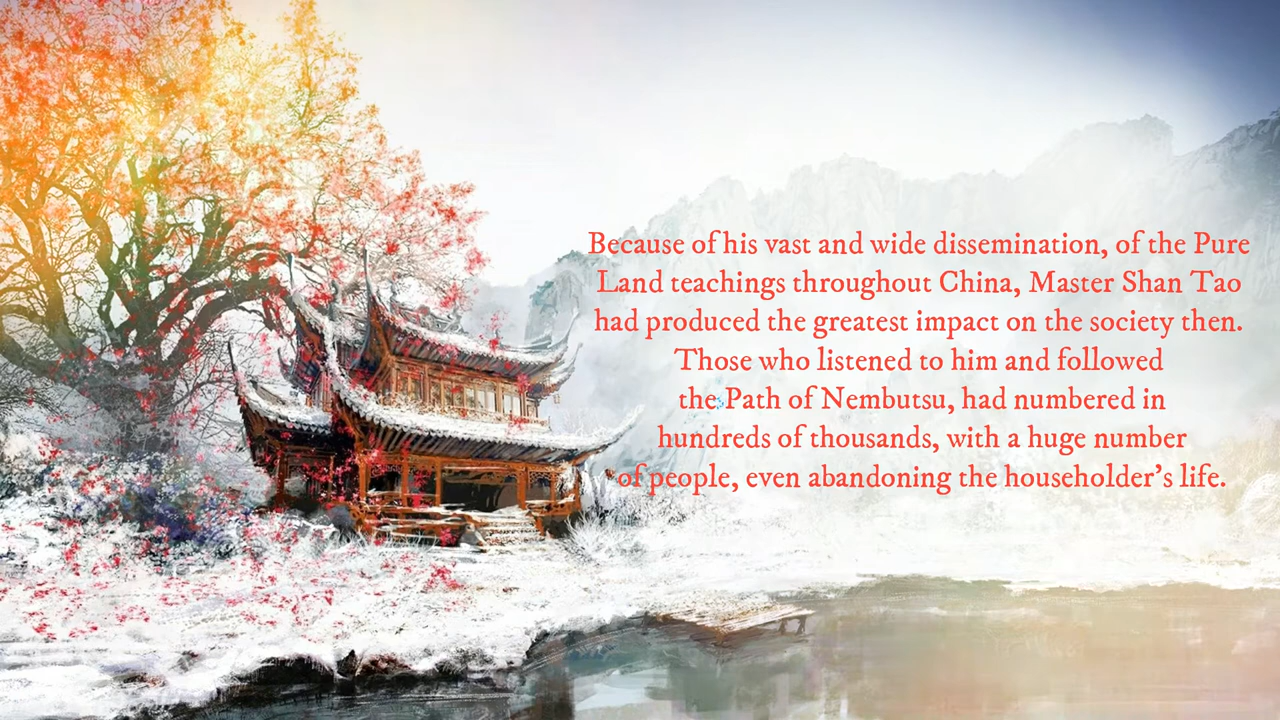 Because of his vast and wide dissemination, of the Pure
Land teachings throughout China, Master Shan Tao
had produced the greatest impact on the society then.
Those who listened to him and followed
the Path of Nembutsu, had numbered in
hundreds of thousands, with a huge number
of people, even abandoning the householder's life.